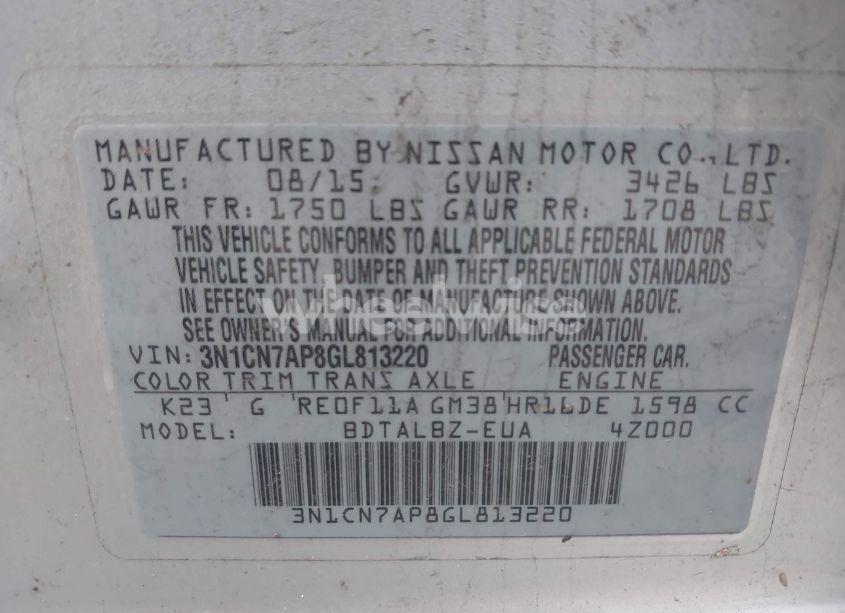 MANUFACTURED BY NISSAN MOTOR CO., LTD.
DATE: 08/15 GVWR: 3426 LBS
GAWR FR: 1750 LBS GAWR RR: 1708 LBS
THIS VEHICLE CONFORMS TO ALL APPLICABLE FEDERAL MOTOR
VEHICLE SAFETY, BUMPER AND THEFT PREVENTION STANDARDS
IN EFFECT ON THE DATE OF MANUFACTURE SHOWN ABOVE.
wheelwise
SEE OWNER'S MANUAL FOR ADDITIONAL INFORMATION.
VIN: 3N1CN7AP8GL813220 PASSENGER CAR.
COLOR TRIM TRANS AXLE ENGINE
K23 G RE0F11A GM38 HR16DE 1598 CC
MODEL: BDTALBZ-EUA 4Z000
3N1CN7AP8GL813220